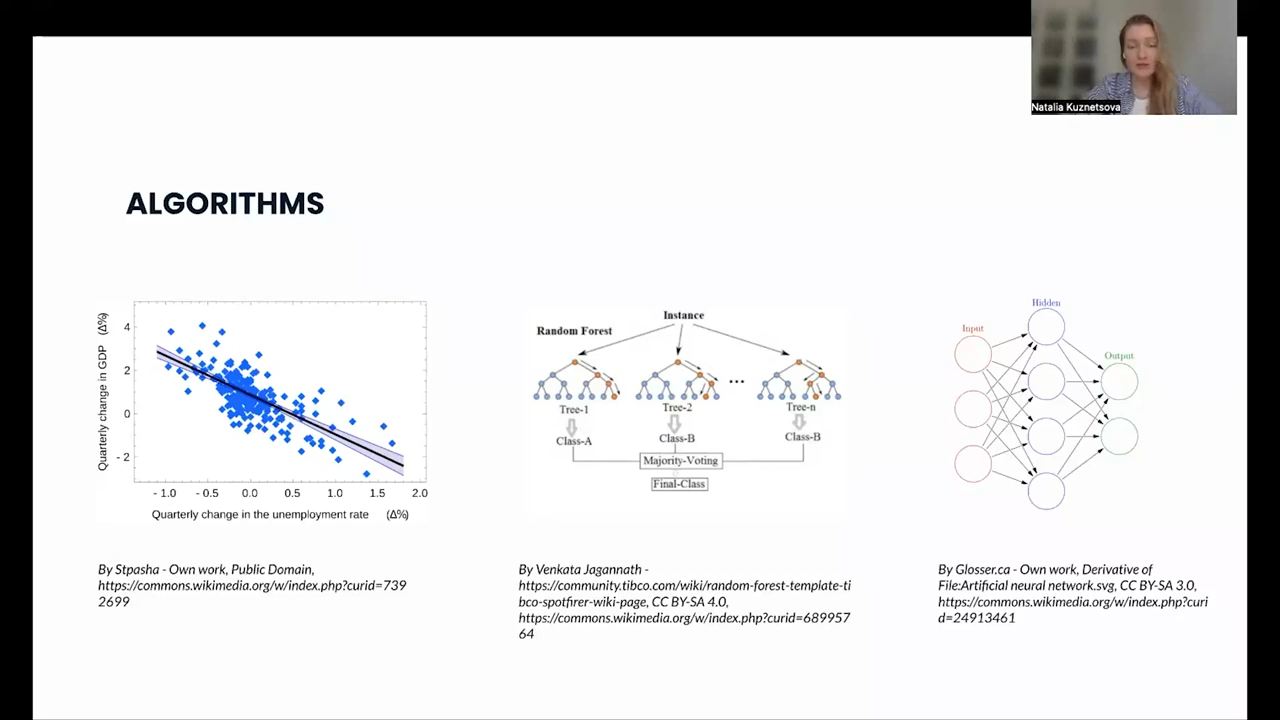 Natalia Kuznetsova
ALGORITHMS
Quarterly change in GDP (Δ%)
4
2
0
- 2
- 1.0 - 0.5 0.0 0.5 1.0 1.5 2.0
Quarterly change in the unemployment rate (Δ%)
By Stpasha - Own work, Public Domain,
https://commons.wikimedia.org/w/index.php?curid=739
2699
Instance
Random Forest
...
Tree-1 Tree-2 Tree-n
Class-A Class-B Class-B
Majority-Voting
Final-Class
By Venkata Jagannath -
https://community.tibco.com/wiki/random-forest-template-ti
bco-spotfirer-wiki-page, CC BY-SA 4.0,
https://commons.wikimedia.org/w/index.php?curid=689957
64
Hidden
Input
Output
By Glosser.ca - Own work, Derivative of
File:Artificial neural network.svg, CC BY-SA 3.0,
https://commons.wikimedia.org/w/index.php?curi
d=24913461